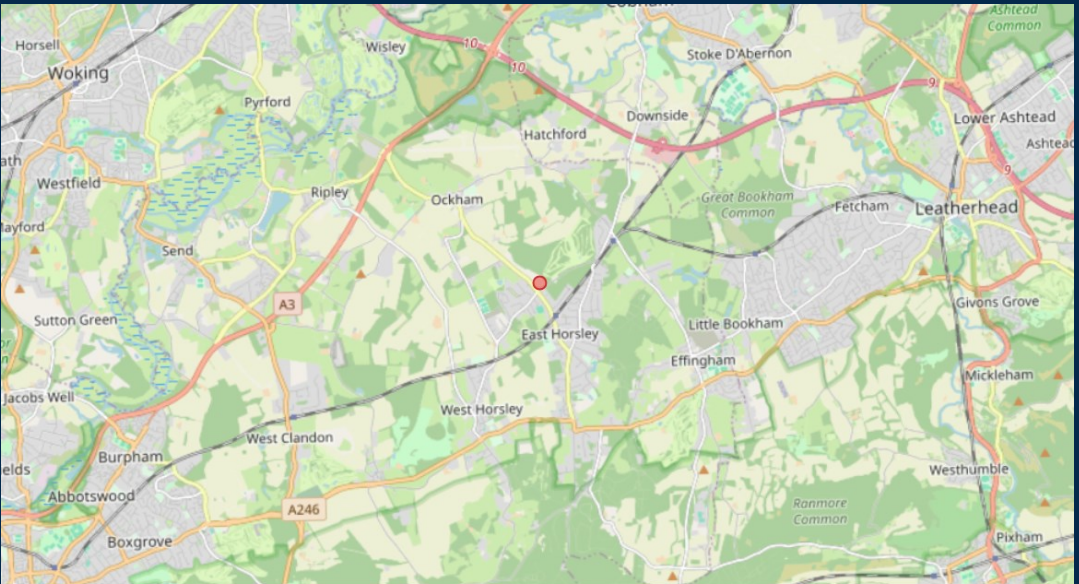 Cobham
Ashtead
Common
Horsell
Wisley
10
10
Stoke D'Abernon
Woking
9
Pyrford
Downside
Lower Ashtead
Hatchford
Ashtead
ath
9
Westfield
Ripley
Ockham
Great Bookham
Common
Fetcham
Leatherhead
Mayford
Send
A3
Givons Grove
Sutton Green
East Horsley
Little Bookham
Effingham
Mickleham
Jacobs Well
West Horsley
West Clandon
Burpham
elds
Westhumble
Abbotswood
A246
Ranmore
Common
Boxgrove
Pixham